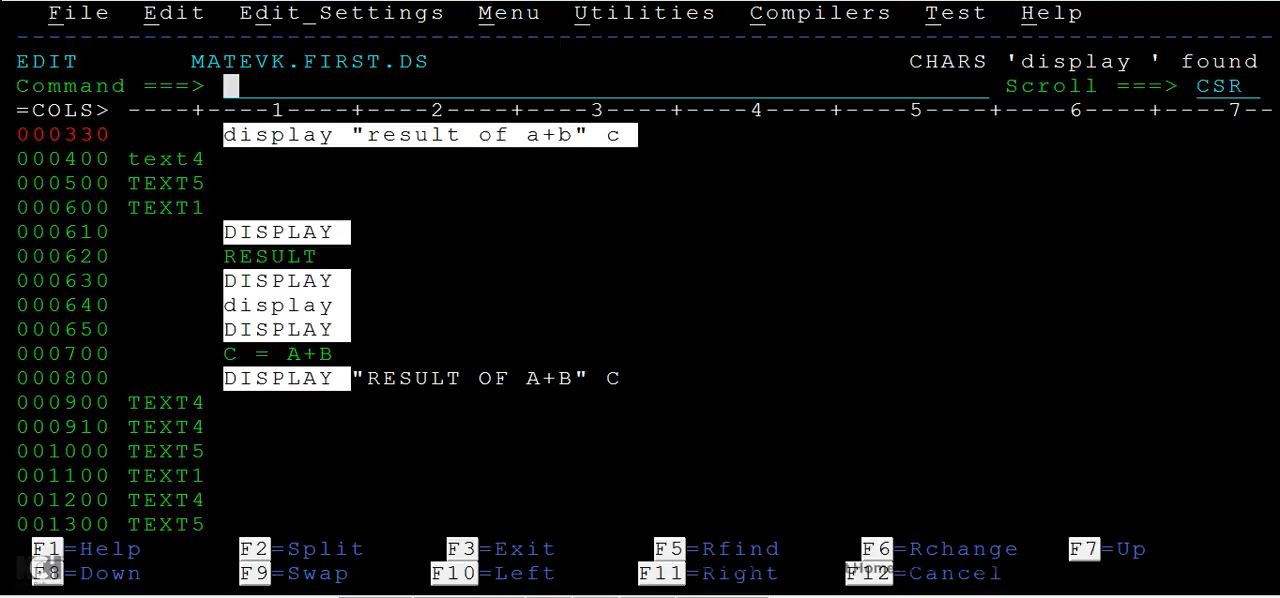 File Edit Edit_Settings Menu Utilities Compilers Test Help
EDIT MATEVK.FIRST.DS CHARS 'display ' found
Command ===> Scroll ===> CSR
=COLS> ----+----1----+----2----+----3----+----4----+----5----+----6----+----7--
000330 display "result of a+b" c
000400 text4
000500 TEXT5
000600 TEXT1
000610 DISPLAY
000620 RESULT
000630 DISPLAY
000640 display
000650 DISPLAY
000700 C = A+B
000800 DISPLAY "RESULT OF A+B" C
000900 TEXT4
000910 TEXT4
001000 TEXT5
001100 TEXT1
001200 TEXT4
001300 TEXT5
F1=Help F2=Split F3=Exit F5=Rfind F6=Rchange F7=Up
F8=Down F9=Swap F10=Left F11=Right F12=Cancel
Home